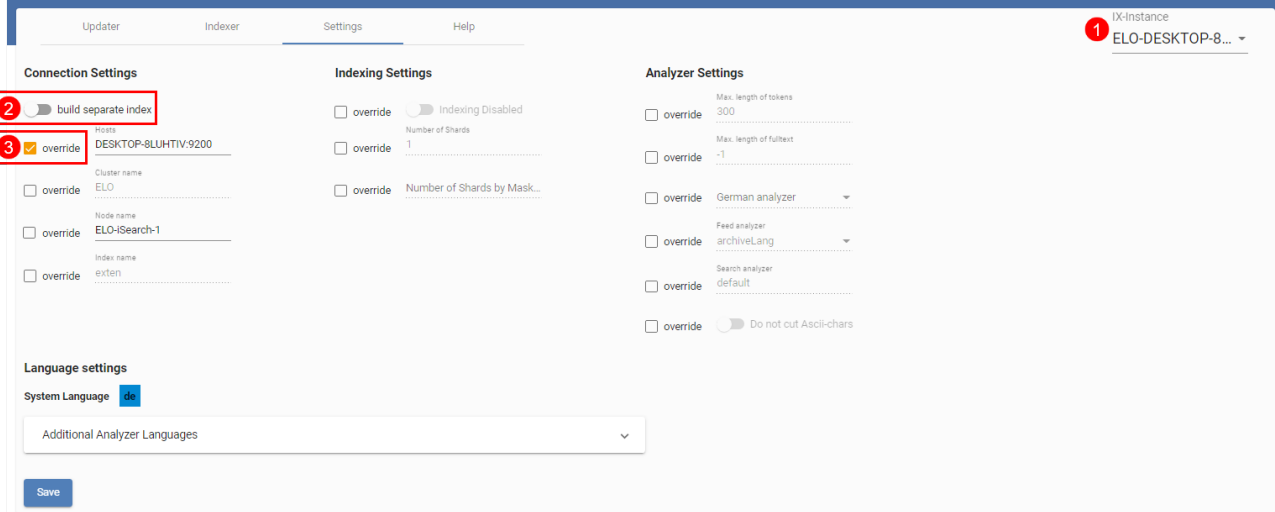 Updater Indexer Settings Help
IX-Instance
1
ELO-DESKTOP-8...
Connection Settings
2
build separate index
3
override
Hosts
DESKTOP-8LUHTIV:9200
override
Cluster name
ELO
override
Node name
ELO-iSearch-1
override
Index name
exten
Indexing Settings
override
Indexing Disabled
override
Number of Shards
1
override
Number of Shards by Mask...
Analyzer Settings
override
Max. length of tokens
300
override
Max. length of fulltext
-1
override
German analyzer
override
Feed analyzer
archiveLang
override
Search analyzer
default
override
Do not cut Ascii-chars
Language settings
System Language de
Additional Analyzer Languages
Save